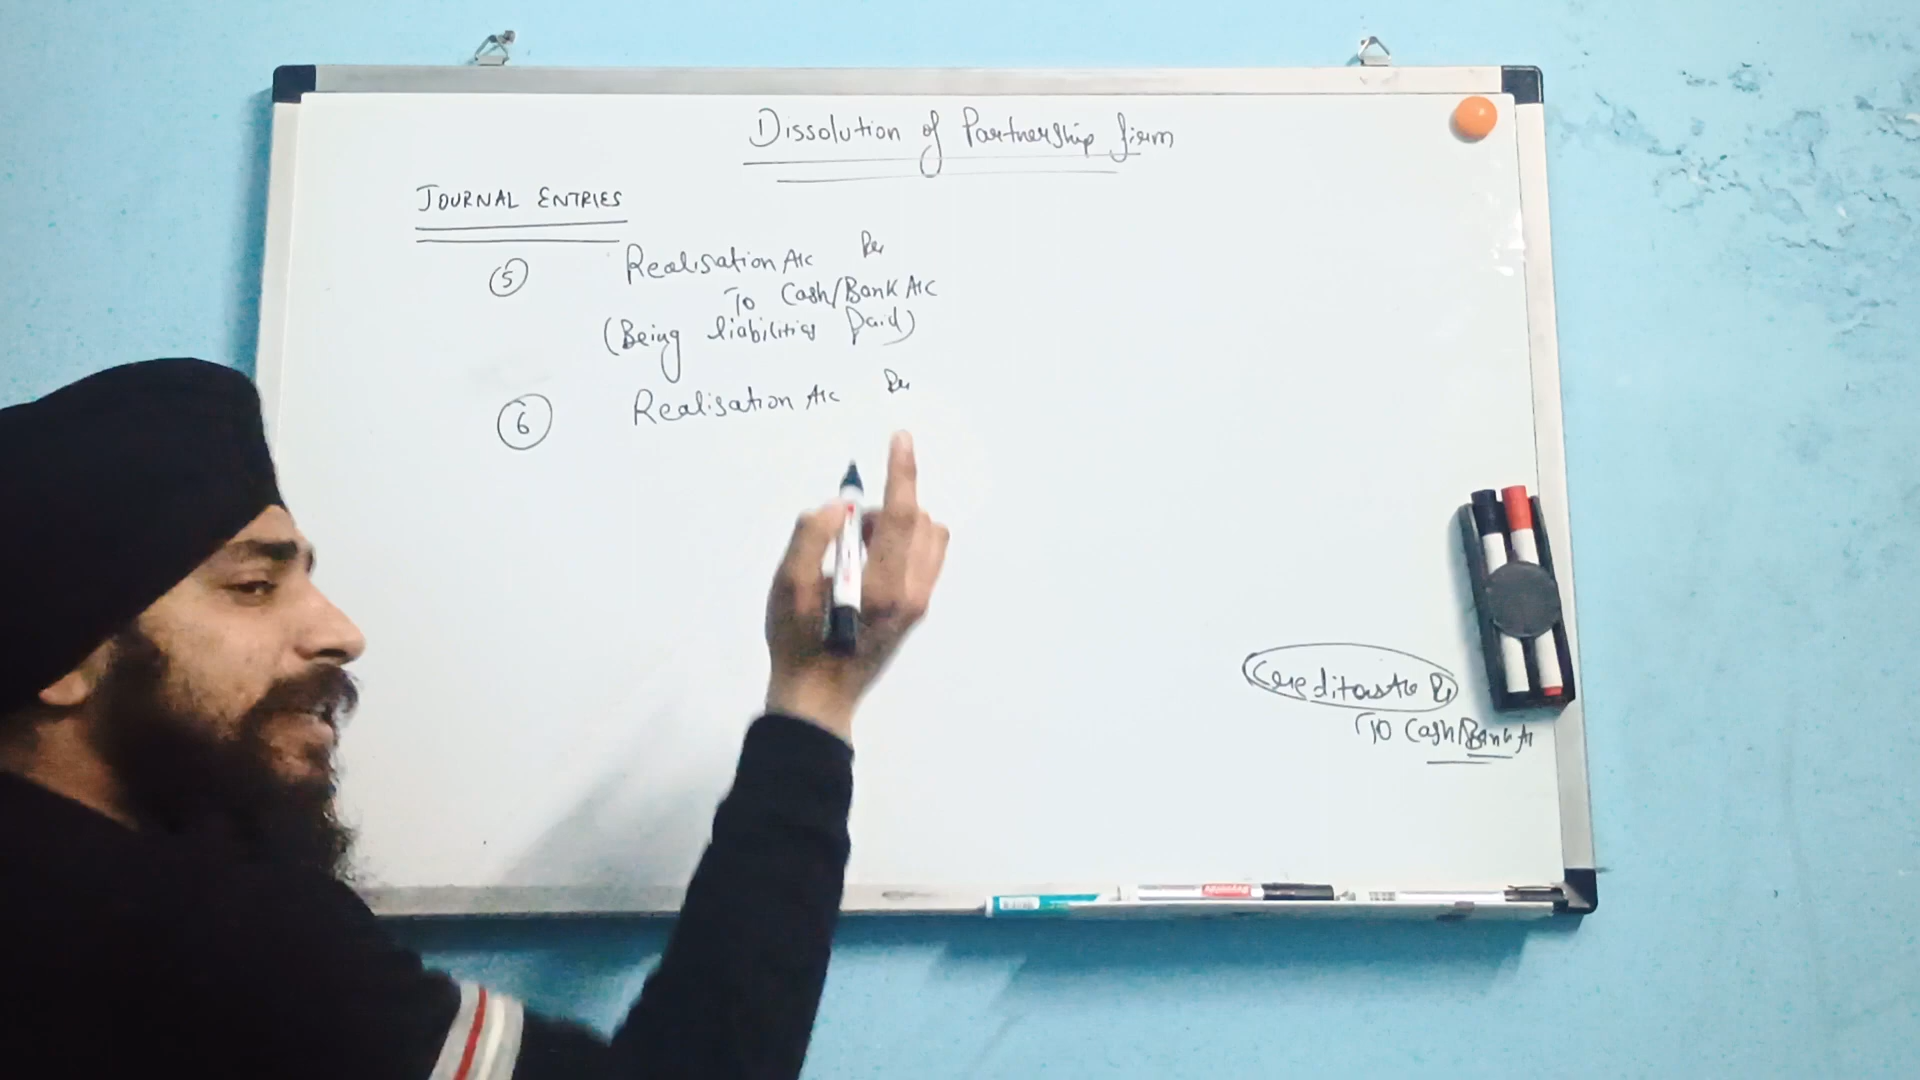 Dissolution of Partnership firm
JOURNAL ENTRIES
5 Realisation A/c Dr
To Cash/Bank A/c
(Being liabilities Paid)
6 Realisation A/c Dr
Creditors A/c Dr
To Cash/Bank A/c